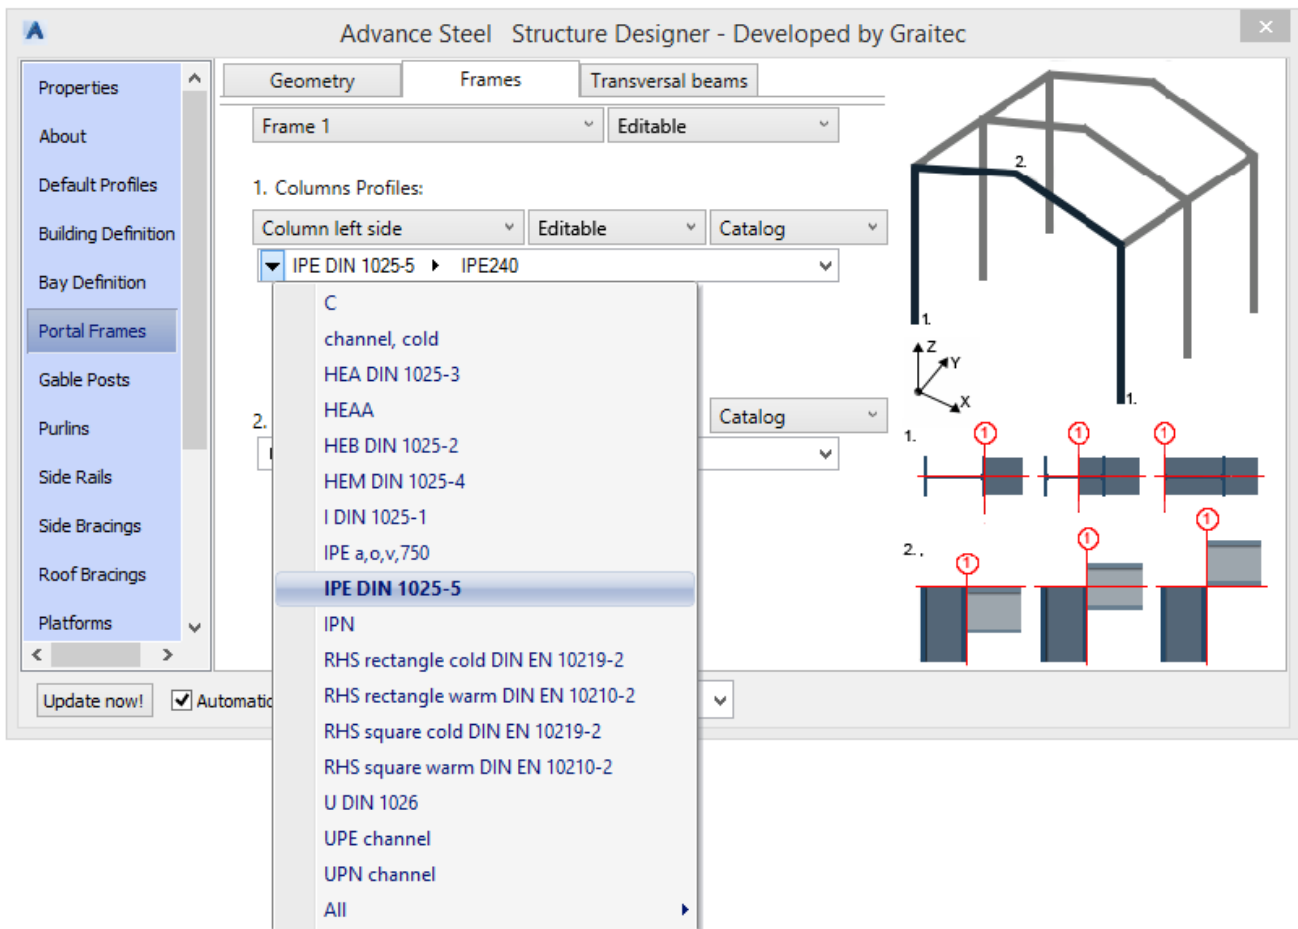 Advance Steel   Structure Designer - Developed by Graitec
Properties
About
Default Profiles
Building Definition
Bay Definition
Portal Frames
Gable Posts
Purlins
Side Rails
Side Bracings
Roof Bracings
Platforms
Geometry
Frames
Transversal beams
Frame 1
Editable
1. Columns Profiles:
Column left side
Editable
Catalog
IPE DIN 1025-5
IPE240
C
channel, cold
HEA DIN 1025-3
HEAA
HEB DIN 1025-2
HEM DIN 1025-4
I DIN 1025-1
IPE a,o,v,750
IPE DIN 1025-5
IPN
RHS rectangle cold DIN EN 10219-2
RHS rectangle warm DIN EN 10210-2
RHS square cold DIN EN 10219-2
RHS square warm DIN EN 10210-2
U DIN 1026
UPE channel
UPN channel
All
2.
Catalog
2.
1.
1.
Z
Y
X
1.
1
1
1
2. ,
1
1
1
Update now!